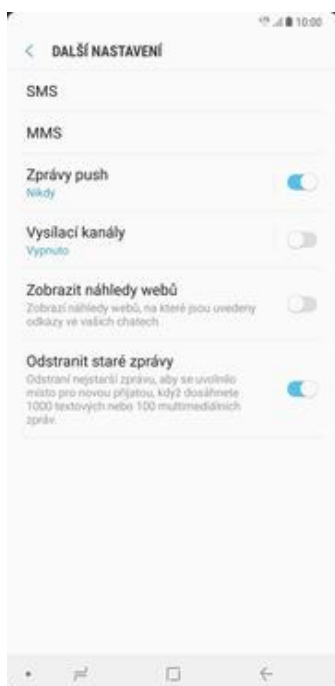 10:00
DALŠÍ NASTAVENÍ
SMS
MMS
Zprávy push
Nikdy
Vysílací kanály
Vypnuto
Zobrazit náhledy webů
Zobrazí náhledy webů, na které jsou uvedeny
odkazy ve vašich chatech.
Odstranit staré zprávy
Odstraní nejstarší zprávu, aby se uvolnilo
místo pro novou přijatou, když dosáhnete
1000 textových nebo 100 multimediálních
zpráv.